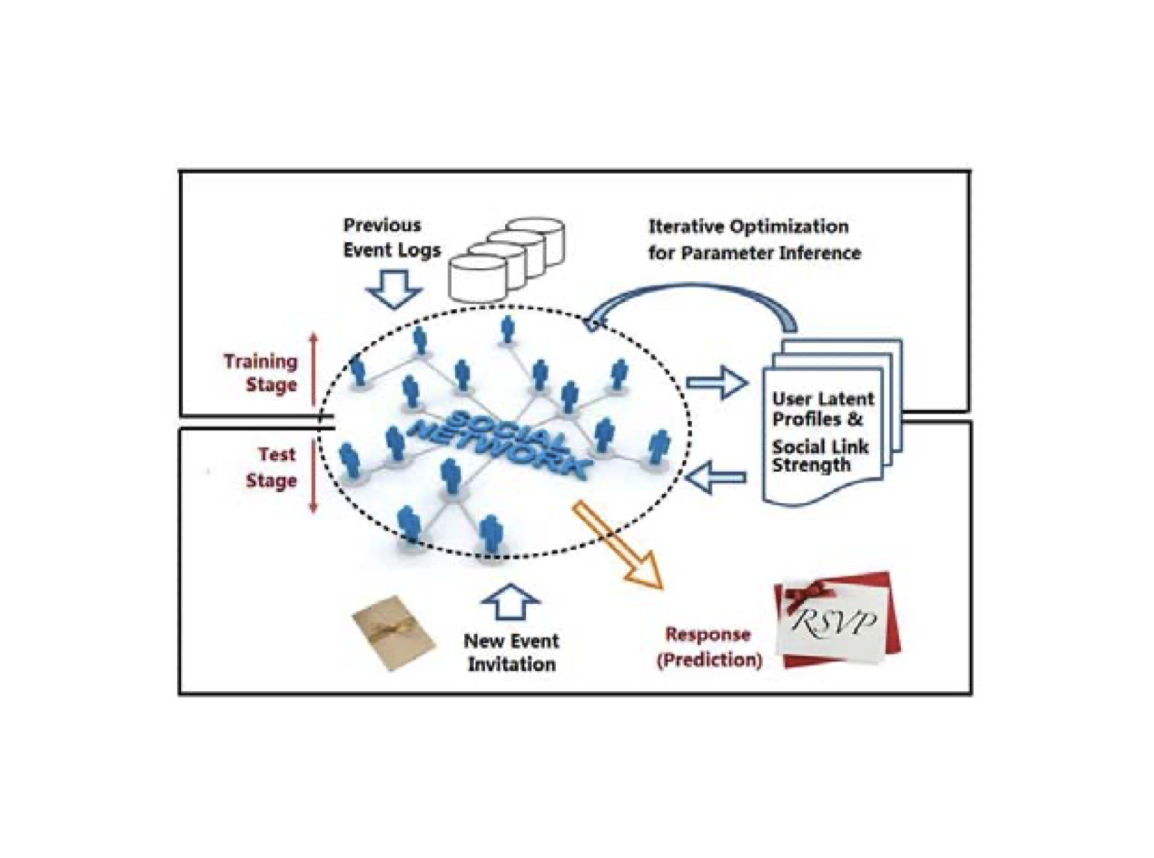 Previous
Event Logs
Iterative Optimization
for Parameter Inference
Training
Stage
SOCIAL
NETWORK
User Latent
Profiles &
Social Link
Strength
Test
Stage
New Event
Invitation
Response
(Prediction)
RSVP